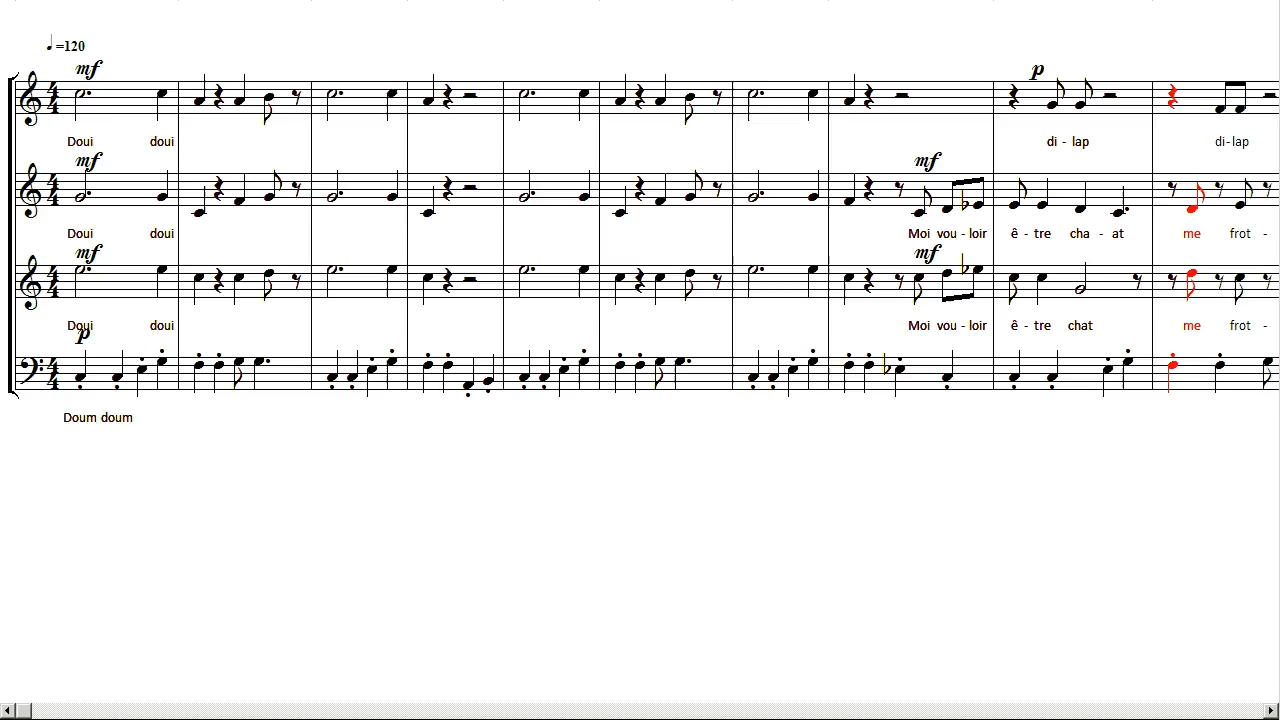 ♩=120
mf
p
Doui doui di - lap di-lap
mf mf
Doui doui Moi vou - loir ê - tre cha - at me frot -
mf mf
Doui doui Moi vou - loir ê - tre chat me frot -
p
Doum doum